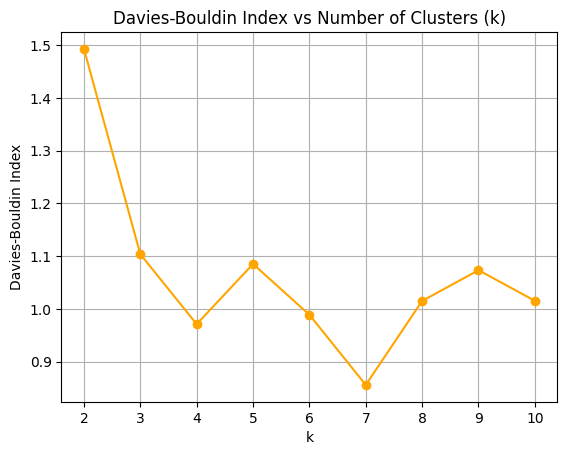 Davies-Bouldin Index vs Number of Clusters (k)
Davies-Bouldin Index
1.5
1.4
1.3
1.2
1.1
1.0
0.9
2 3 4 5 6 7 8 9 10
k